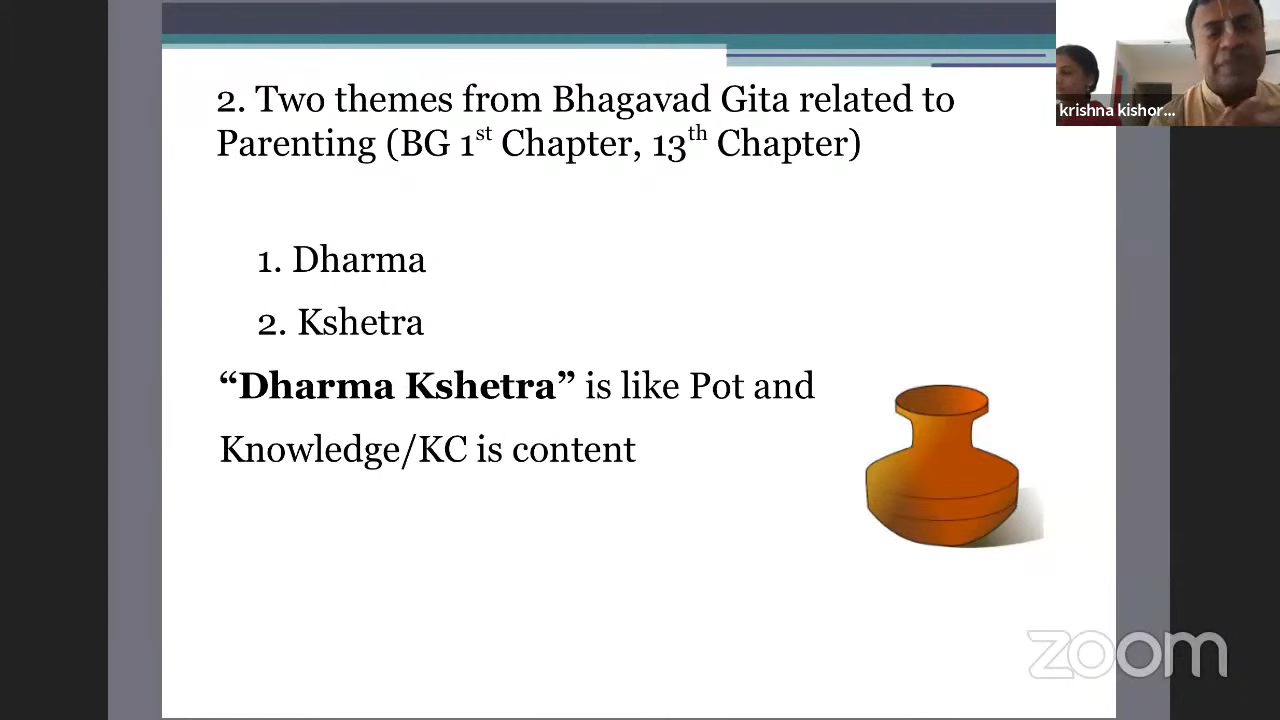 2. Two themes from Bhagavad Gita related to
Parenting (BG 1st Chapter, 13th Chapter)
krishna kishor...
1. Dharma
2. Kshetra
“Dharma Kshetra” is like Pot and
Knowledge/KC is content
zoom